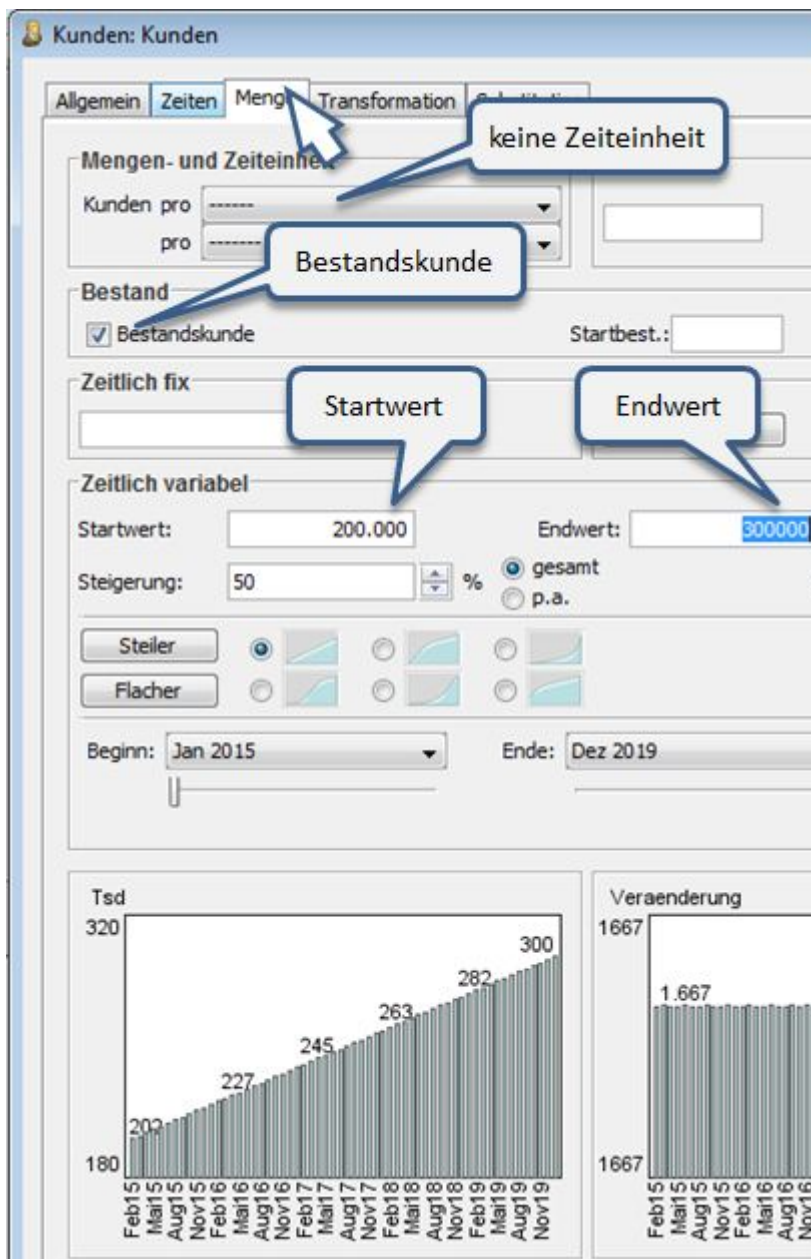 Kunden: Kunden
Allgemein Zeiten Menge Transformation
keine Zeiteinheit
Mengen- und Zeiteinheit
Kunden pro ------
pro -------
Bestandskunde
Bestand
Bestandskunde Startbest.:
Zeitlich fix
Startwert Endwert
Zeitlich variabel
Startwert: 200.000 Endwert: 300000
Steigerung: 50 % gesamt
p.a.
Steiler
Flacher
Beginn: Jan 2015 Ende: Dez 2019
Tsd
320
202 227 245 263 282 300
180
Feb15 Mai15 Aug15 Nov15 Feb16 Mai16 Aug16 Nov16 Feb17 Mai17 Aug17 Nov17 Feb18 Mai18 Aug18 Nov18 Feb19 Mai19 Aug19 Nov19
Veraenderung
1667
1.667
1667
Feb15 Mai15 Aug15 Nov15 Feb16 Mai16 Aug16 Nov16